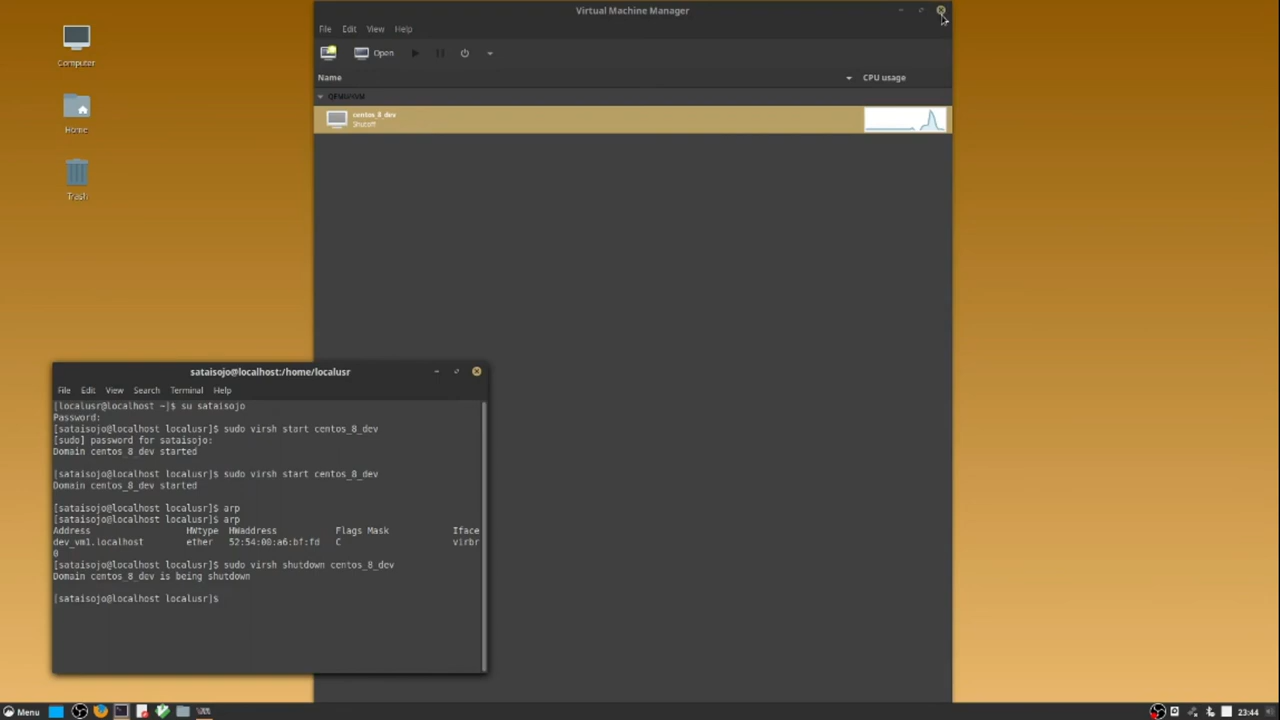 Virtual Machine Manager
File Edit View Help
Open
Name CPU usage
QEMU/KVM
centos_8_dev
Shutoff
Computer
Home
Trash
sataisojo@localhost:/home/localusr
File Edit View Search Terminal Help
[localusr@localhost ~]$ su sataisojo
Password:
[sataisojo@localhost localusr]$ sudo virsh start centos_8_dev
[sudo] password for sataisojo:
Domain centos_8_dev started
[sataisojo@localhost localusr]$ sudo virsh start centos_8_dev
Domain centos_8_dev started
[sataisojo@localhost localusr]$ arp
[sataisojo@localhost localusr]$ arp
Address HWtype HWaddress Flags Mask Iface
dev_vm1.localhost ether 52:54:00:a6:bf:fd C virbr
0
[sataisojo@localhost localusr]$ sudo virsh shutdown centos_8_dev
Domain centos_8_dev is being shutdown
[sataisojo@localhost localusr]$
Menu
23:44